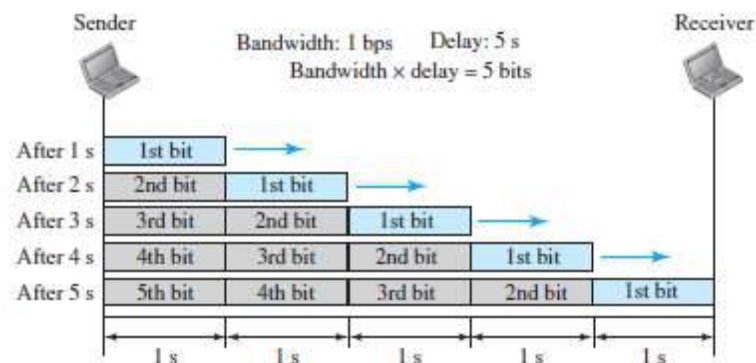 Sender Receiver
Bandwidth: 1 bps Delay: 5 s
Bandwidth × delay = 5 bits
After 1 s 1st bit
After 2 s 2nd bit 1st bit
After 3 s 3rd bit 2nd bit 1st bit
After 4 s 4th bit 3rd bit 2nd bit 1st bit
After 5 s 5th bit 4th bit 3rd bit 2nd bit 1st bit
1 s 1 s 1 s 1 s 1 s